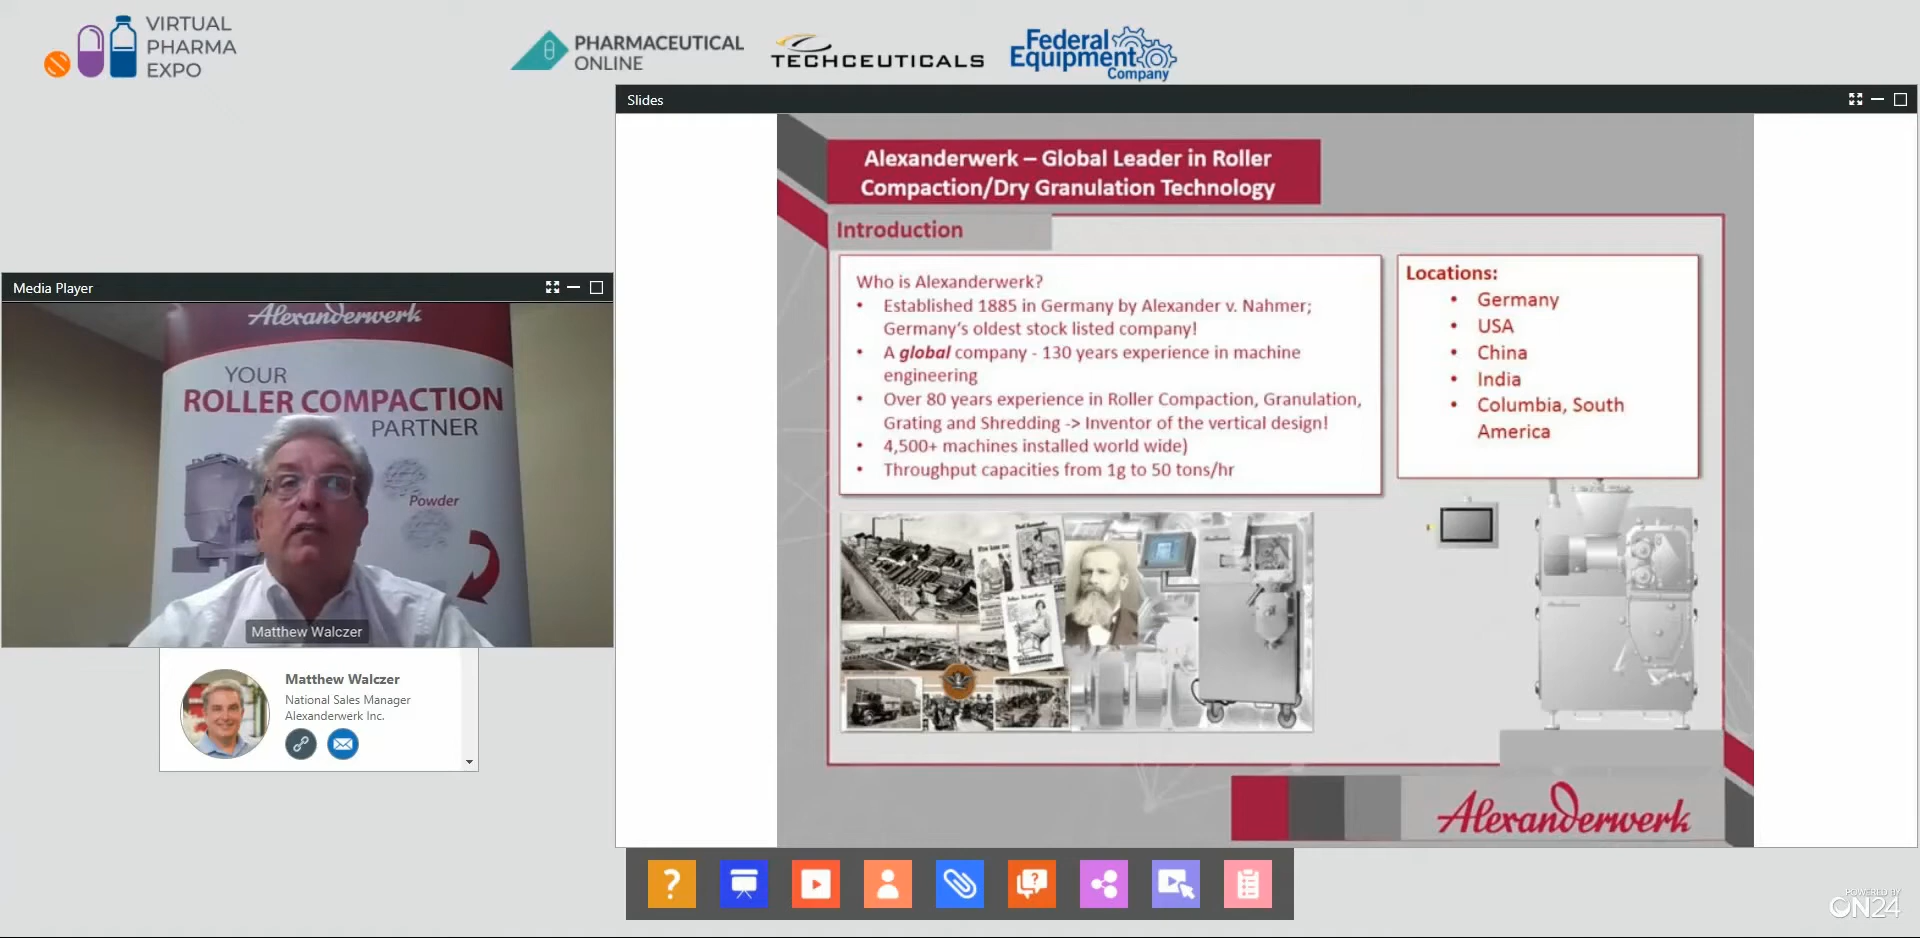 VIRTUAL
PHARMA
EXPO
PHARMACEUTICAL
ONLINE
TECHCEUTICALS
Federal
Equipment
Company
Slides
Alexanderwerk – Global Leader in Roller
Compaction/Dry Granulation Technology
Introduction
Who is Alexanderwerk?
• Established 1885 in Germany by Alexander v. Nahmer;
Germany's oldest stock listed company!
• A global company - 130 years experience in machine
engineering
• Over 80 years experience in Roller Compaction, Granulation,
Grating and Shredding -> Inventor of the vertical design!
• 4,500+ machines installed world wide)
• Throughput capacities from 1g to 50 tons/hr
Locations:
• Germany
• USA
• China
• India
• Columbia, South
America
Alexanderwerk
Media Player
Alexanderwerk
YOUR
ROLLER COMPACTION
PARTNER
Powder
Matthew Walczer
Matthew Walczer
National Sales Manager
Alexanderwerk Inc.
?
?
POWERED BY
ON24